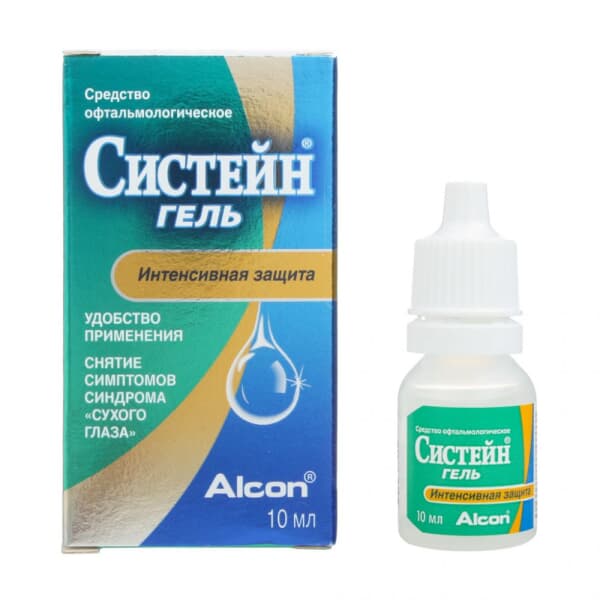 Средство
офтальмологическое
Систейн®
гель
Интенсивная защита
УДОБСТВО
ПРИМЕНЕНИЯ
СНЯТИЕ
СИМПТОМОВ
СИНДРОМА
«СУХОГО
ГЛАЗА»
Alcon®
10 мл
Средство офтальмологическое
Систейн®
гель
Интенсивная защита
10 мл Alcon®